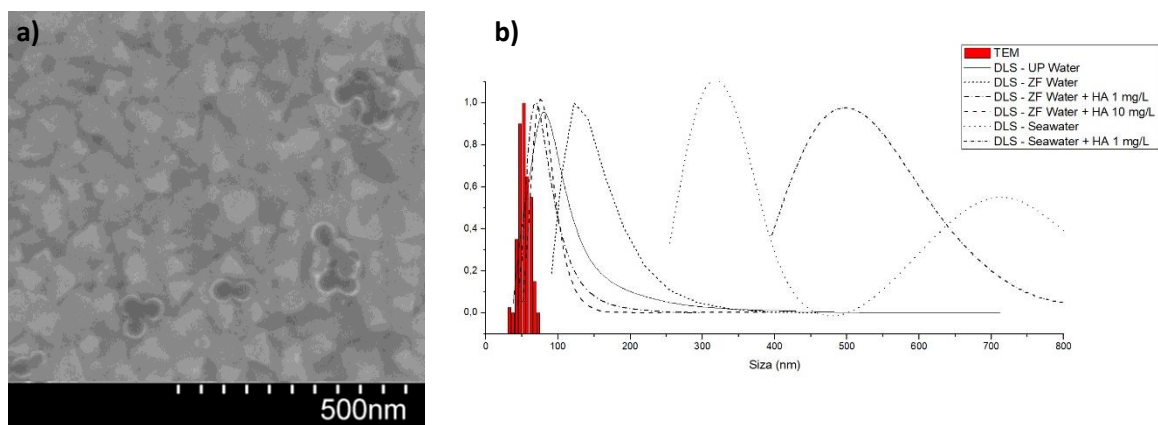 a)
500nm
b)
TEM
DLS - UP Water
DLS - ZF Water
DLS - ZF Water + HA 1 mg/L
DLS - ZF Water + HA 10 mg/L
DLS - Seawater
DLS - Seawater + HA 1 mg/L
1,0
0,8
0,6
0,4
0,2
0,0
0 100 200 300 400 500 600 700 800
Siza (nm)